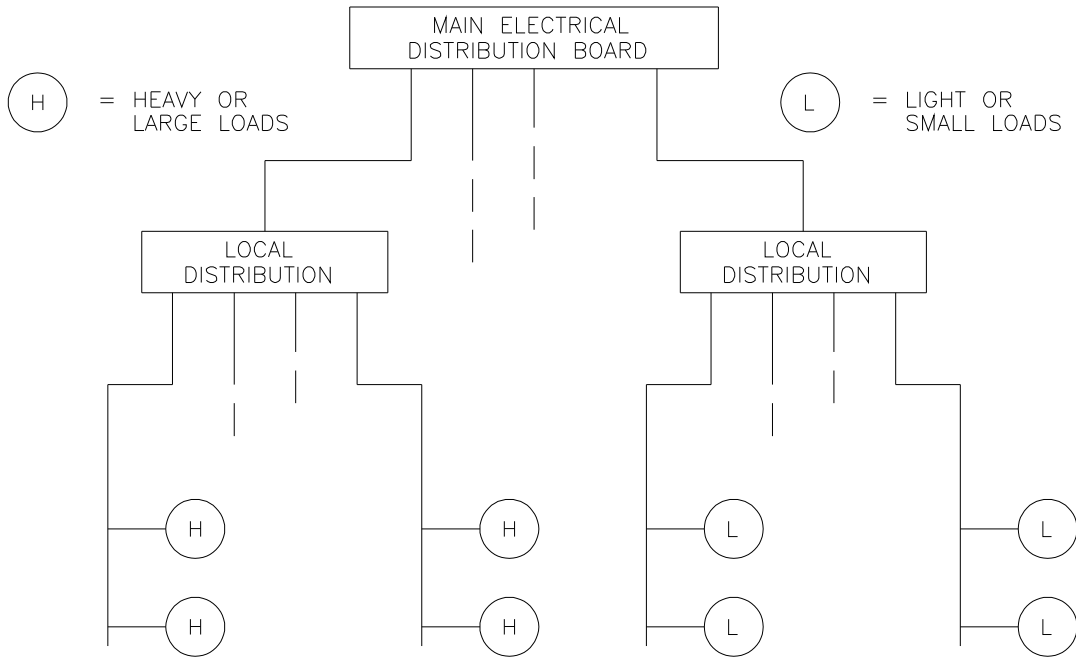 MAIN ELECTRICAL
DISTRIBUTION BOARD
H = HEAVY OR
LARGE LOADS
L = LIGHT OR
SMALL LOADS
LOCAL
DISTRIBUTION
LOCAL
DISTRIBUTION
H H L L
H H L L